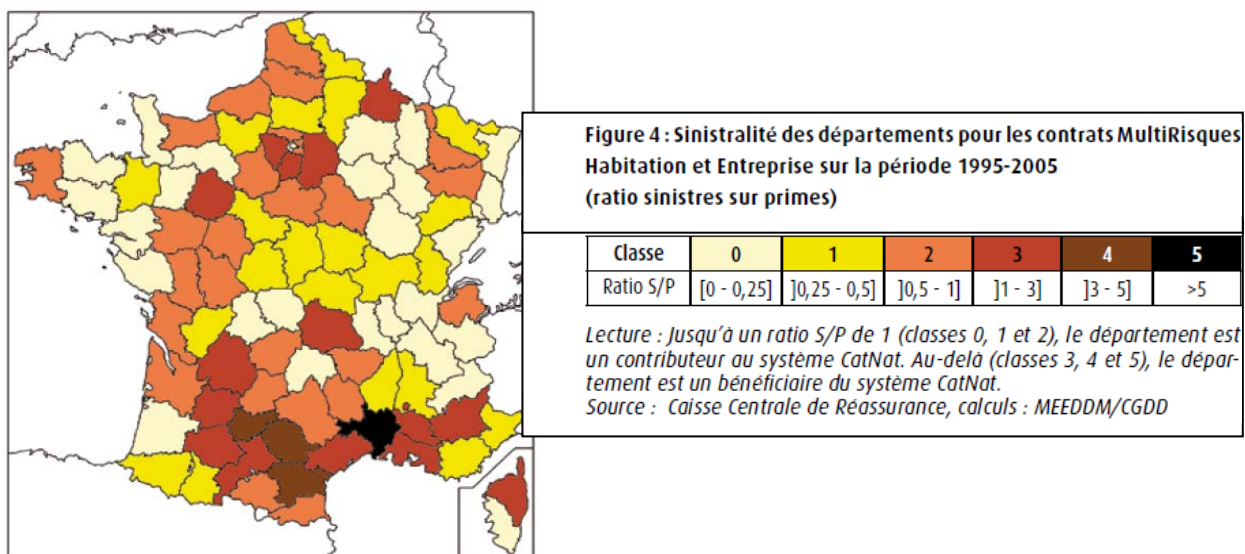 Figure 4 : Sinistralité des départements pour les contrats MultiRisques
Habitation et Entreprise sur la période 1995-2005
(ratio sinistres sur primes)
Classe 0 1 2 3 4 5
Ratio S/P [0 - 0,25] ]0,25 - 0,5] ]0,5 - 1] ]1 - 3] ]3 - 5] >5
Lecture : Jusqu'à un ratio S/P de 1 (classes 0, 1 et 2), le département est
un contributeur au système CatNat. Au-delà (classes 3, 4 et 5), le dépar-
tement est un bénéficiaire du système CatNat.
Source : Caisse Centrale de Réassurance, calculs : MEEDDM/CGDD